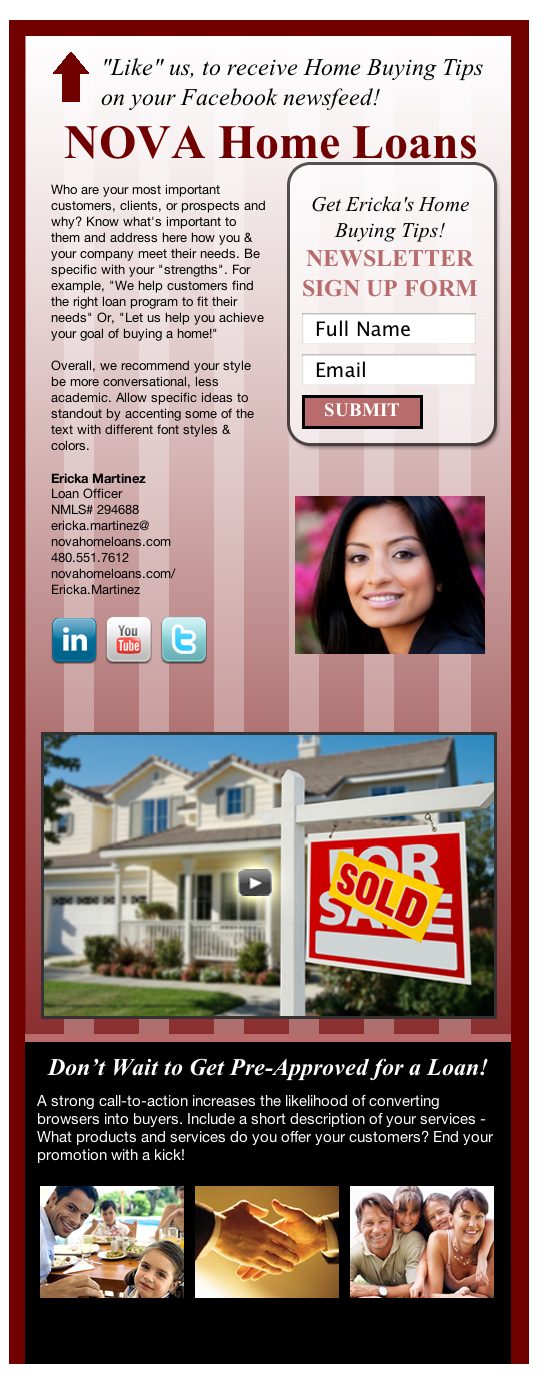 "Like" us, to receive Home Buying Tips
on your Facebook newsfeed!
NOVA Home Loans
Who are your most important
customers, clients, or prospects and
why? Know what's important to
them and address here how you &
your company meet their needs. Be
specific with your "strengths". For
example, "We help customers find
the right loan program to fit their
needs" Or, "Let us help you achieve
your goal of buying a home!"
Overall, we recommend your style
be more conversational, less
academic. Allow specific ideas to
standout by accenting some of the
text with different font styles &
colors.
Ericka Martinez
Loan Officer
NMLS# 294688
ericka.martinez@
novahomeloans.com
480.551.7612
novahomeloans.com/
Ericka.Martinez
in
You
Tube
t
Get Ericka's Home
Buying Tips!
NEWSLETTER
SIGN UP FORM
Full Name
Email
SUBMIT
FOR
SALE
SOLD
Don't Wait to Get Pre-Approved for a Loan!
A strong call-to-action increases the likelihood of converting
browsers into buyers. Include a short description of your services -
What products and services do you offer your customers? End your
promotion with a kick!